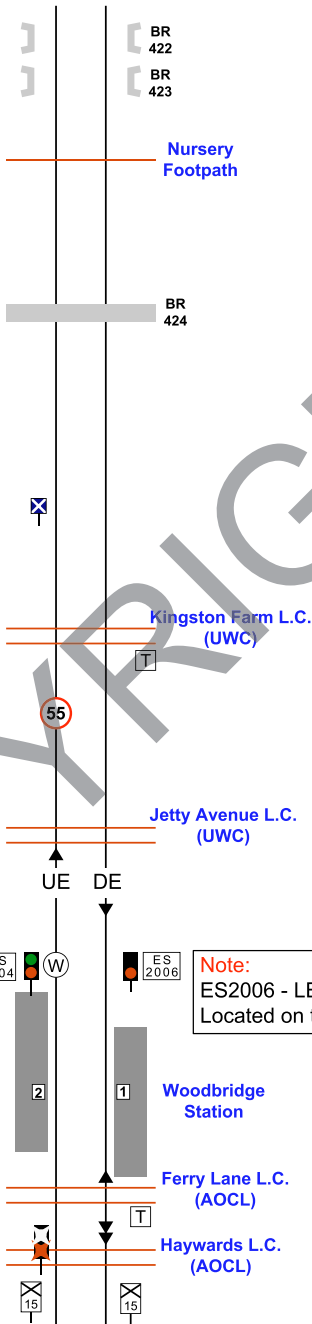 BR
422
BR
423
Nursery
Footpath
BR
424
Kingston Farm L.C.
(UWC)
T
55
Jetty Avenue L.C.
(UWC)
UE DE
W
ES
2006
Note:
ES2006
Located on
2
1
Woodbridge
Station
Ferry Lane L.C.
(AOCL)
T
Haywards L.C.
(AOCL)
15
15